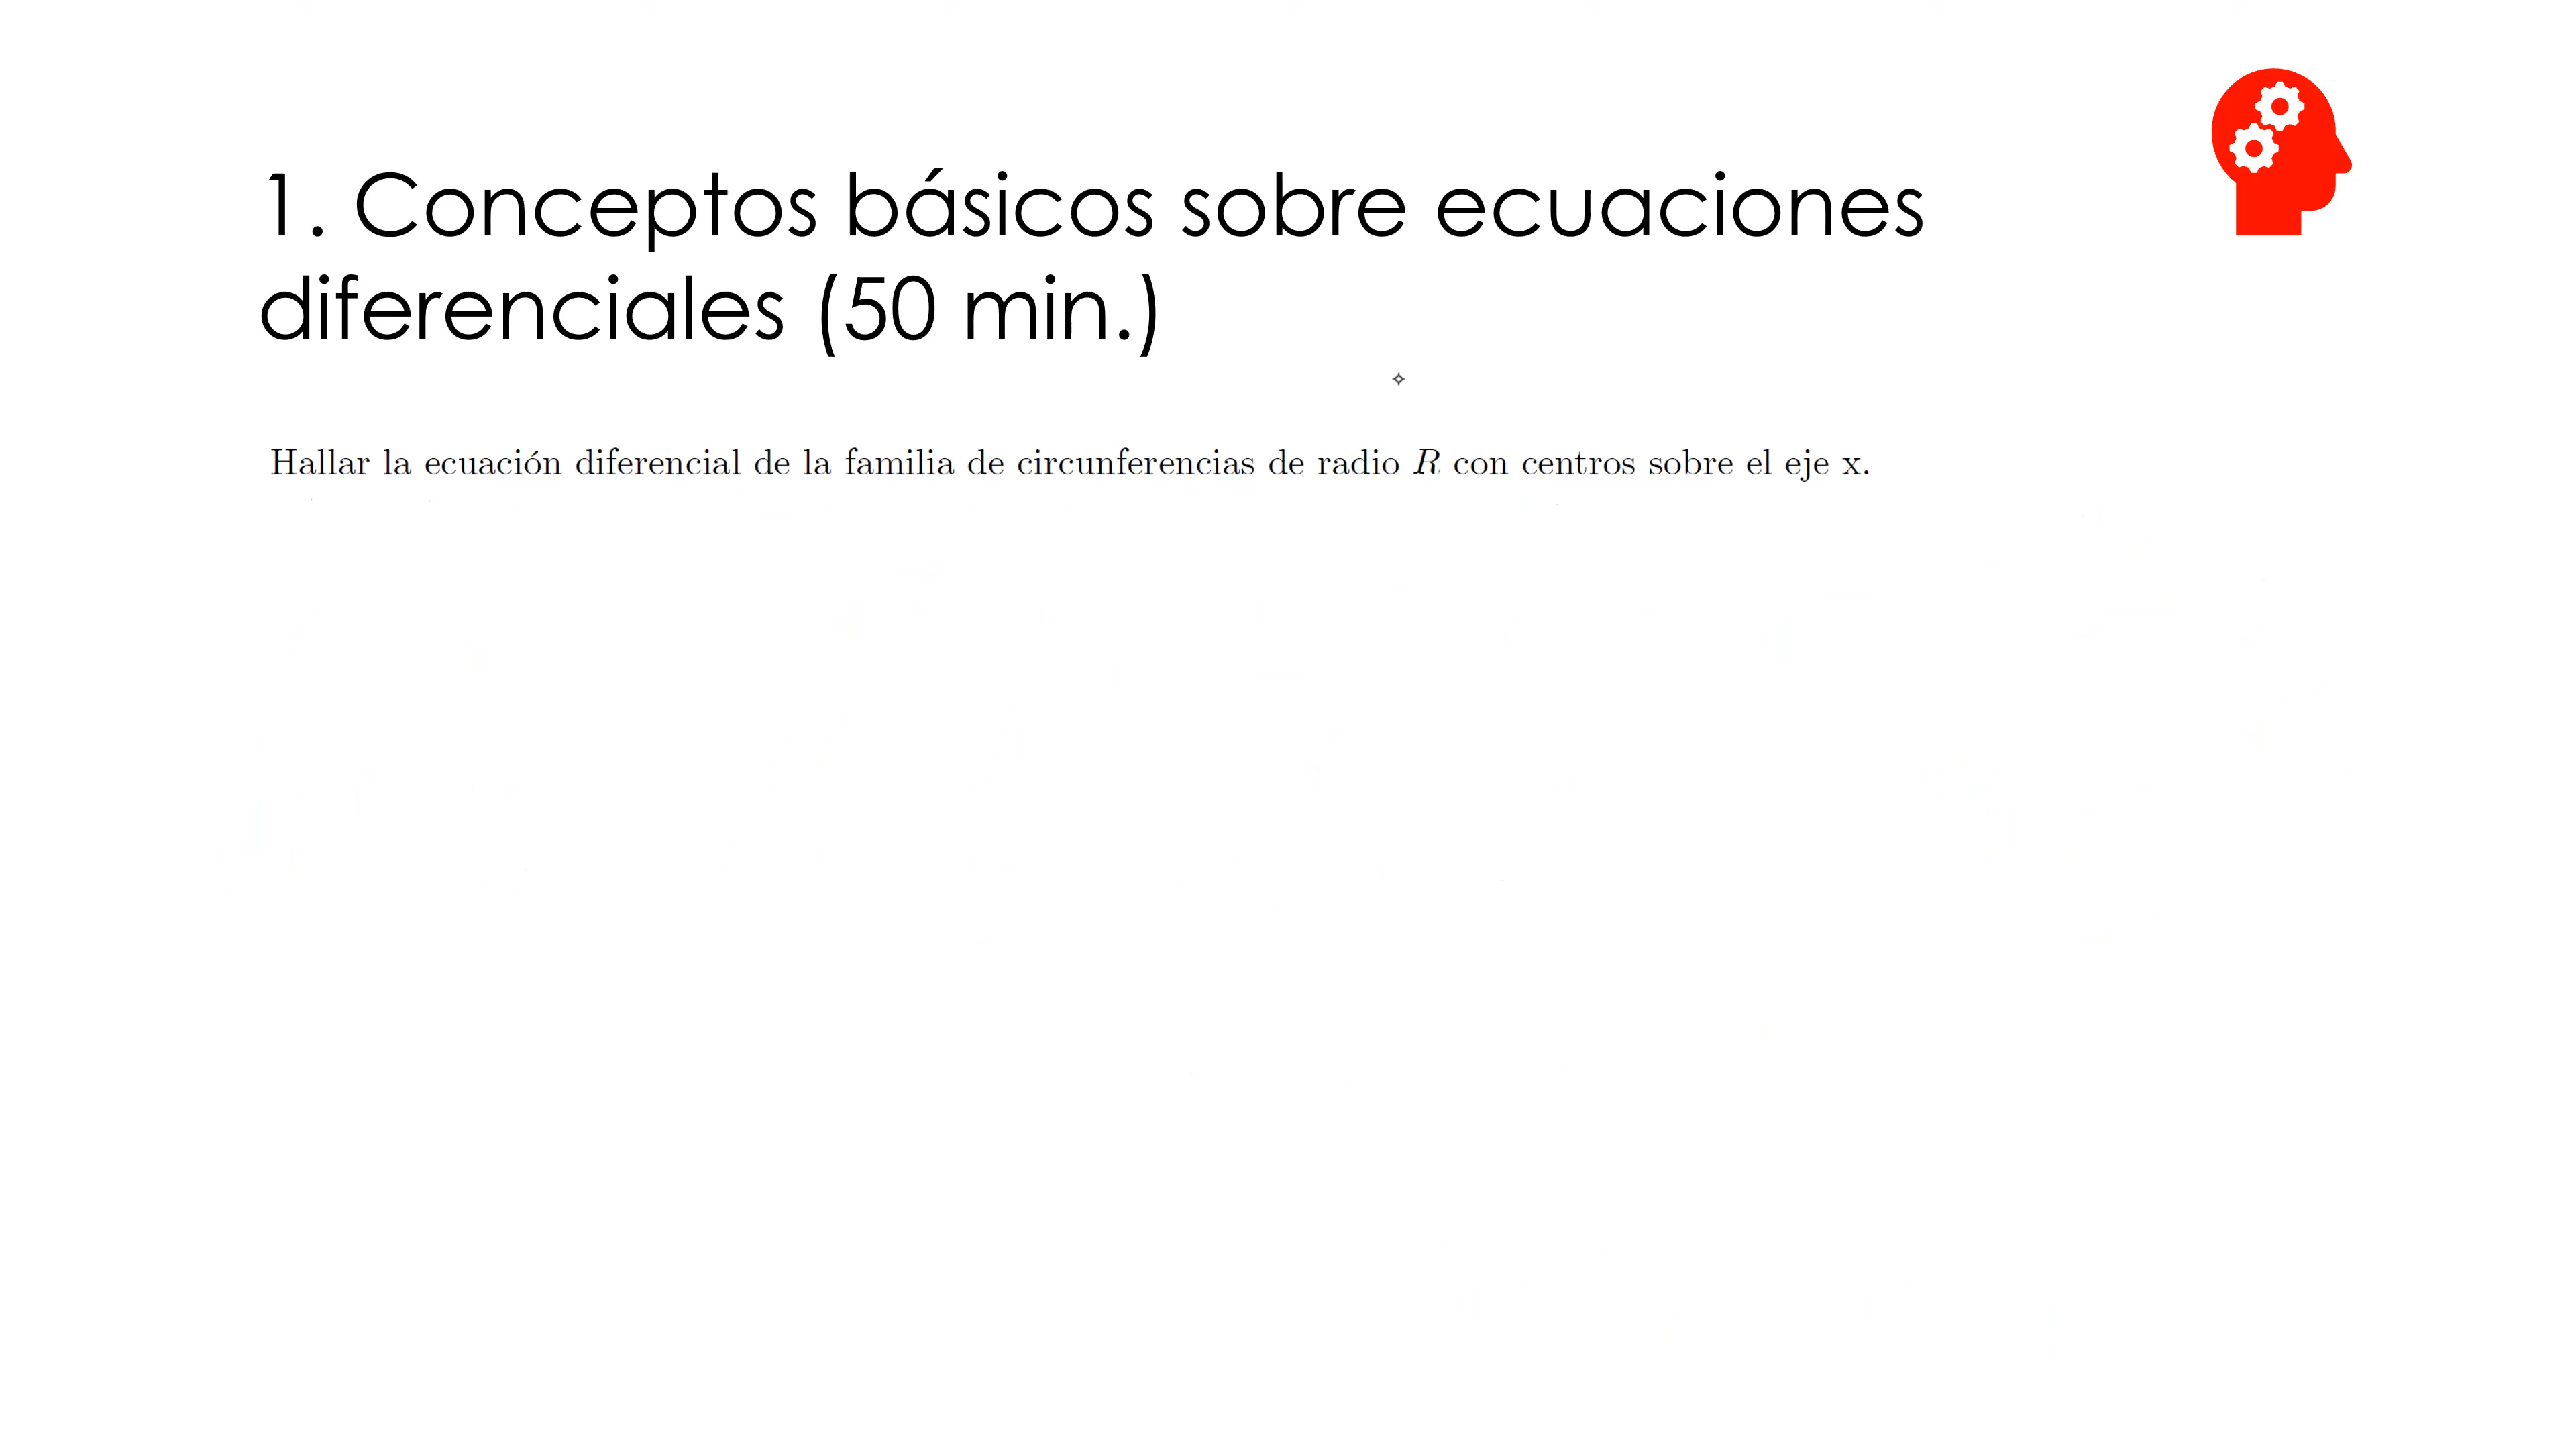 1. Conceptos básicos sobre ecuaciones
diferenciales (50 min.)
Hallar la ecuación diferencial de la familia de circunferencias de radio R con centros sobre el eje x.